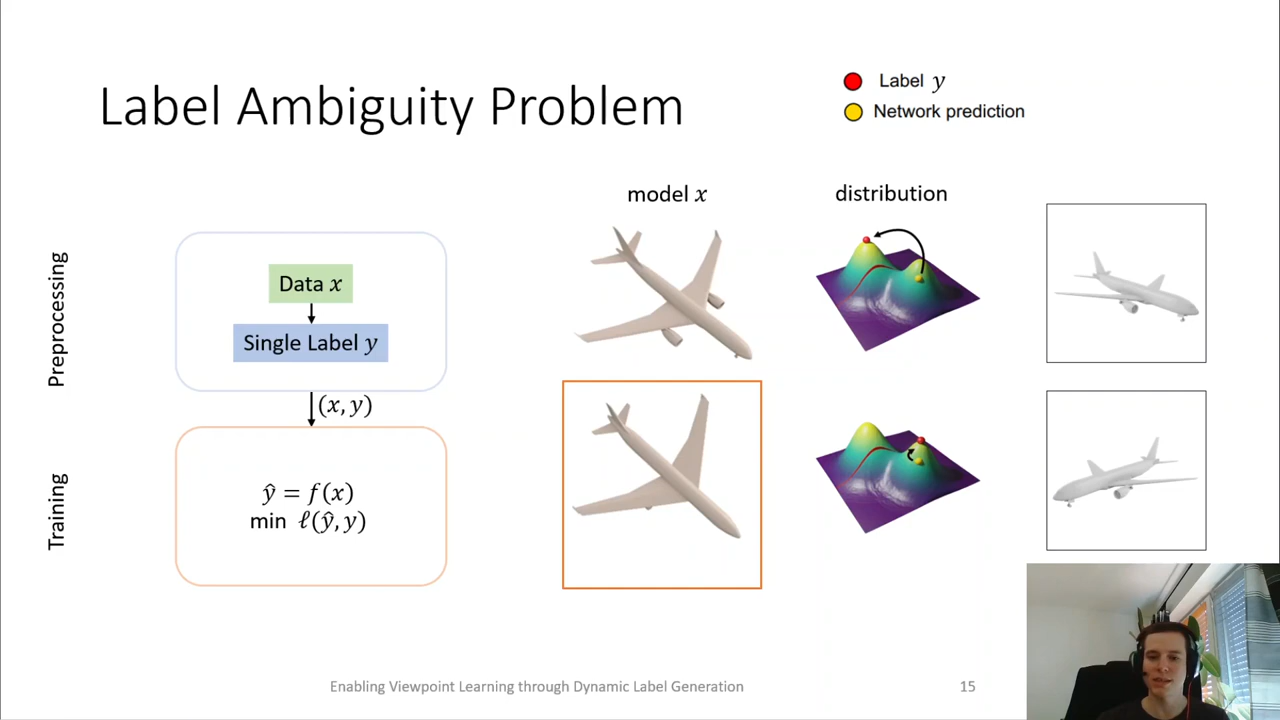 Label Ambiguity Problem
Label y
Network prediction
model x
distribution
Preprocessing
Data x
Single Label y
(x, y)
Training
ŷ = f(x)
min ℓ(ŷ, y)
Enabling Viewpoint Learning through Dynamic Label Generation
15